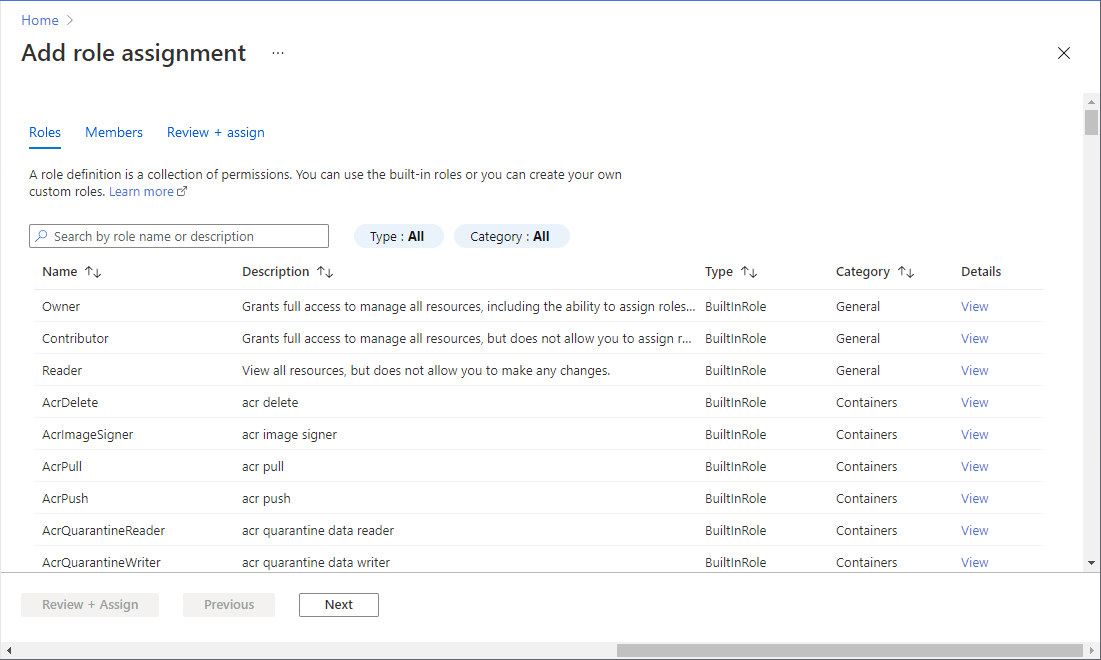 Home
Add role assignment ...
Roles Members Review + assign
A role definition is a collection of permissions. You can use the built-in roles or you can create your own
custom roles. Learn more
Search by role name or description Type : All Category : All
Name Description Type Category Details
Owner Grants full access to manage all resources, including the ability to assign roles... BuiltInRole General View
Contributor Grants full access to manage all resources, but does not allow you to assign r... BuiltInRole General View
Reader View all resources, but does not allow you to make any changes. BuiltInRole General View
AcrDelete acr delete BuiltInRole Containers View
AcrImageSigner acr image signer BuiltInRole Containers View
AcrPull acr pull BuiltInRole Containers View
AcrPush acr push BuiltInRole Containers View
AcrQuarantineReader acr quarantine data reader BuiltInRole Containers View
AcrQuarantineWriter acr quarantine data writer BuiltInRole Containers View
Review + Assign Previous Next